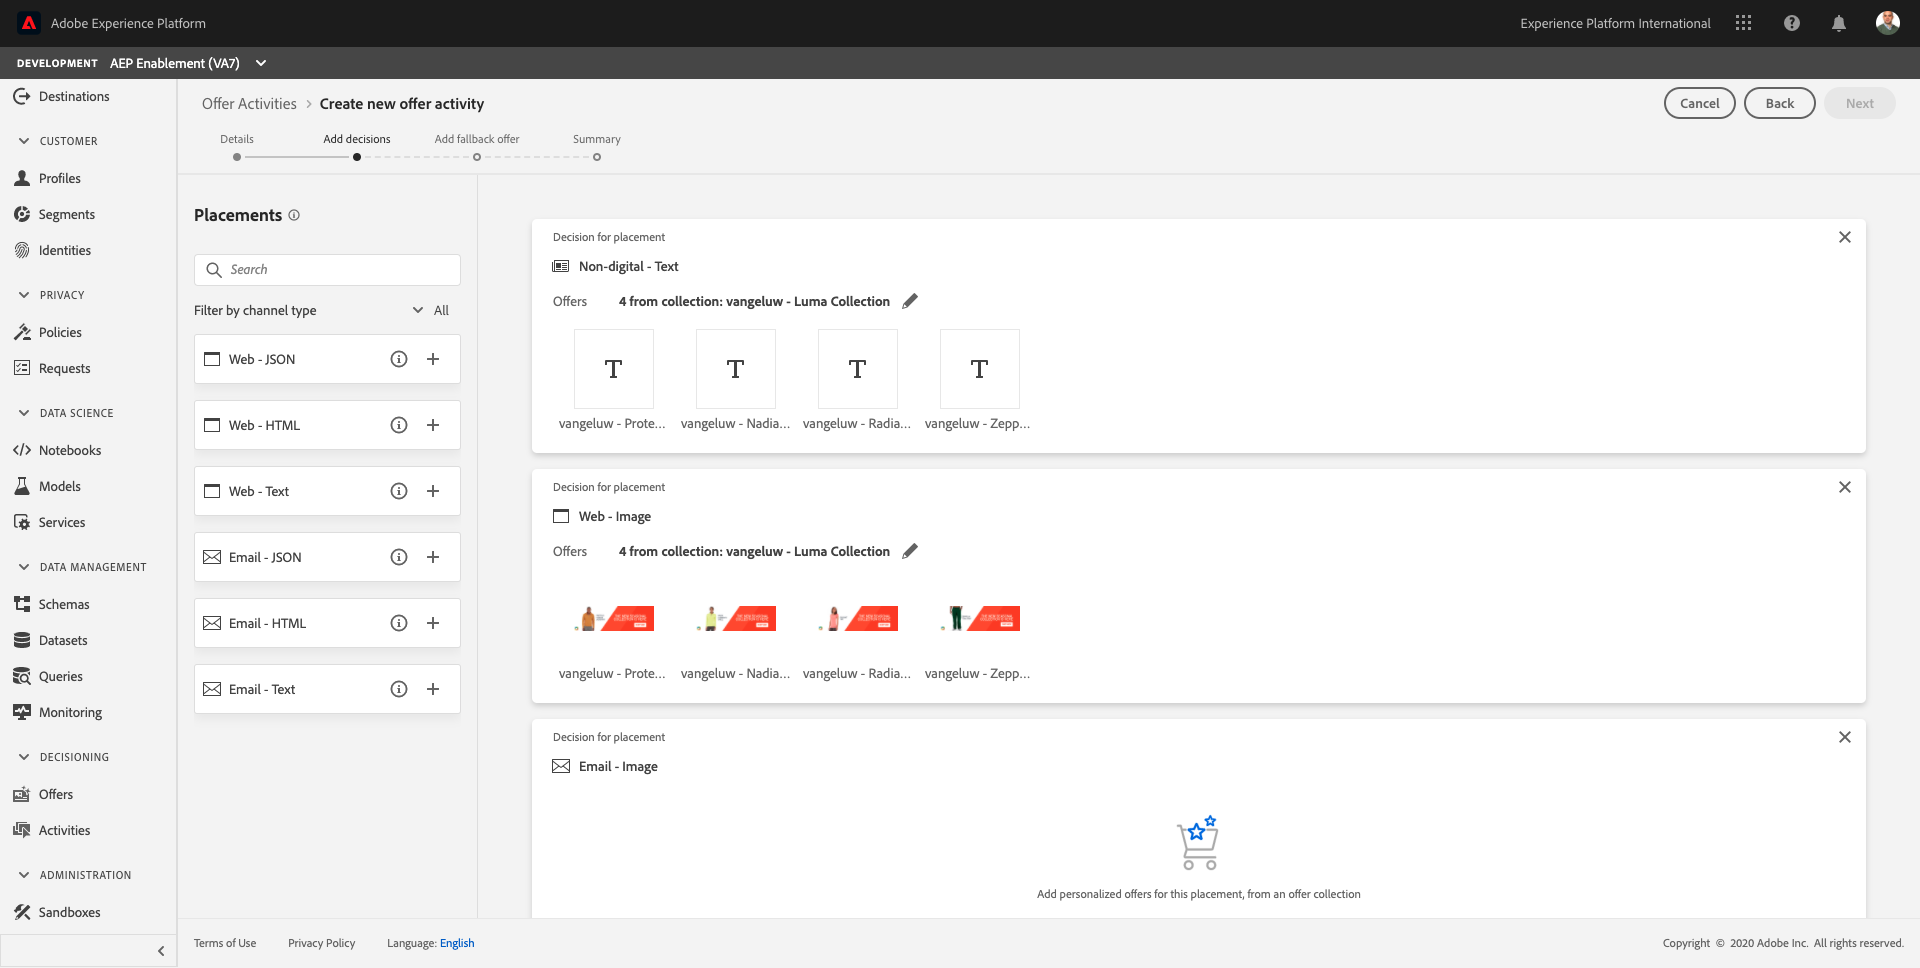 Adobe Experience Platform
Experience Platform International
DEVELOPMENT AEP Enablement (VA7)
Destinations
CUSTOMER
Profiles
Segments
Identities
PRIVACY
Policies
Requests
DATA SCIENCE
Notebooks
Models
Services
DATA MANAGEMENT
Schemas
Datasets
Queries
Monitoring
DECISIONING
Offers
Activities
ADMINISTRATION
Sandboxes
Offer Activities > Create new offer activity
Cancel
Back
Next
Details
Add decisions
Add fallback offer
Summary
Placements
Search
Filter by channel type
All
Web - JSON
Web - HTML
Web - Text
Email - JSON
Email - HTML
Email - Text
Decision for placement
Non-digital - Text
Offers 4 from collection: vangeluw - Luma Collection
T T T T
vangeluw - Prote... vangeluw - Nadia... vangeluw - Radia... vangeluw - Zepp...
Decision for placement
Web - Image
Offers 4 from collection: vangeluw - Luma Collection
vangeluw - Prote... vangeluw - Nadia... vangeluw - Radia... vangeluw - Zepp...
Decision for placement
Email - Image
Add personalized offers for this placement, from an offer collection
Terms of Use Privacy Policy Language: English
Copyright © 2020 Adobe Inc. All rights reserved.